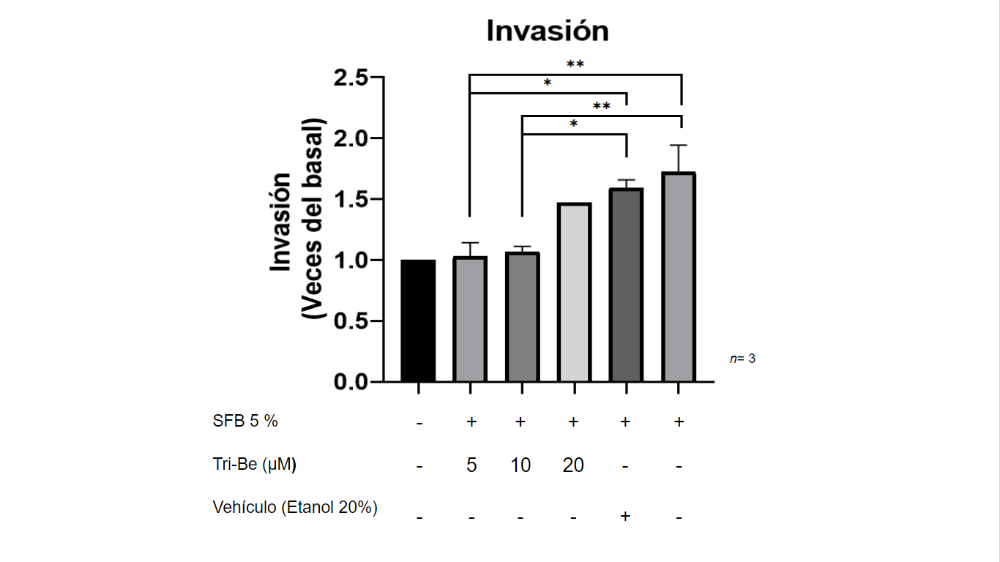 Invasión
**
*
**
*
2.5
2.0
1.5
1.0
0.5
0.0
Invasión
(Veces del basal)
n= 3
SFB 5 % - + + + + +
Tri-Be (µM) - 5 10 20 - -
Vehículo (Etanol 20%) - - - - + -